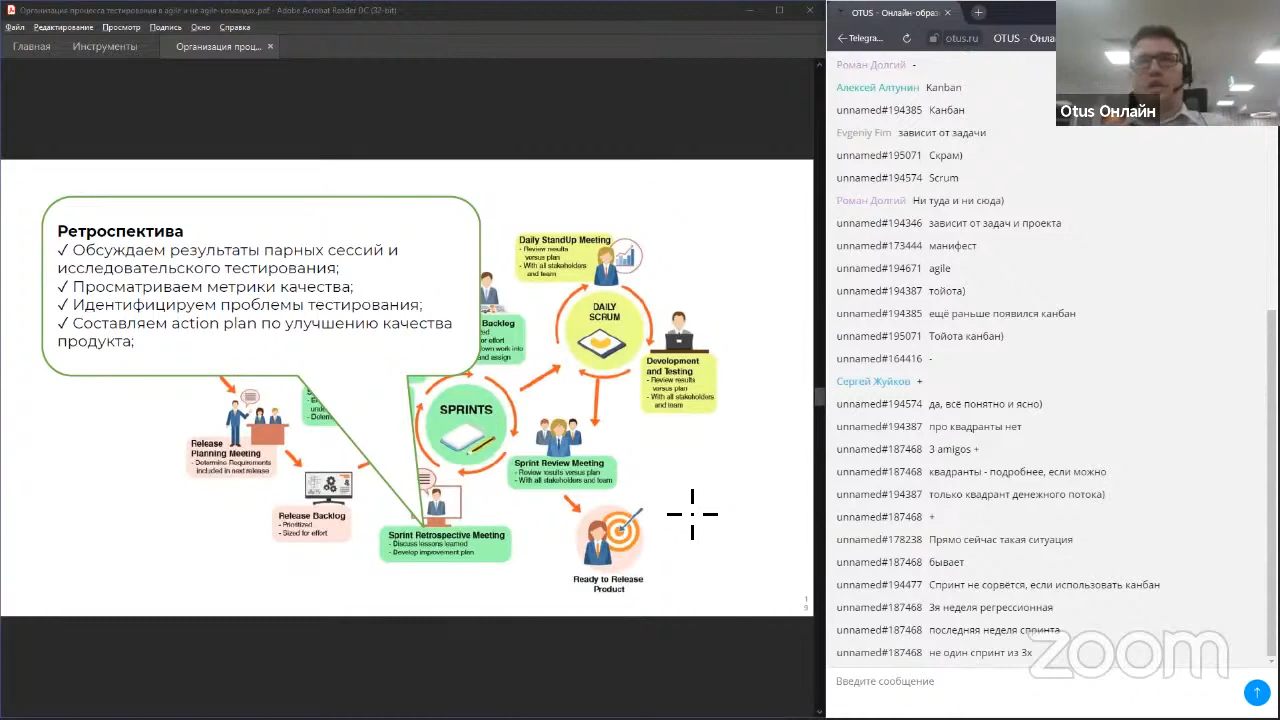 Организация процесса тестирования в agile и не agile-командах.pdf - Adobe Acrobat Reader DC (32-bit)
Файл Редактирование Просмотр Подпись Окно Справка
Главная Инструменты Организация проц... ×
Ретроспектива
✓ Обсуждаем результаты парных сессий и
исследовательского тестирования;
✓ Просматриваем метрики качества;
✓ Идентифицируем проблемы тестирования;
✓ Составляем action plan по улучшению качества
продукта;
Daily StandUp Meeting
- Review results
versus plan
- With all stakeholders
and team
DAILY
SCRUM
Backlog
for effort
and assign
Development
and Testing
- Review results
versus plan
- With all stakeholders
and team
SPRINTS
Release
Planning Meeting
- Determine Requirements
included in next release
Sprint Review Meeting
- Review results versus plan
- With all stakeholders and team
Release Backlog
- Prioritized
- Sized for effort
Sprint Retrospective Meeting
- Discuss lessons learned
- Develop improvement plan
Ready to Release
Product
1
9
OTUS - Онлайн-образ
Telegra... otus.ru OTUS - Онла
Otus Онлайн
Роман Долгий -
Алексей Алтунин Kanban
unnamed#194385 Канбан
Evgeniy Fim зависит от задачи
unnamed#195071 Скрам)
unnamed#194574 Scrum
Роман Долгий Ни туда и ни сюда)
unnamed#194346 зависит от задач и проекта
unnamed#173444 манифест
unnamed#194671 agile
unnamed#194387 тойота)
unnamed#194385 ещё раньше появился канбан
unnamed#195071 Тойота канбан)
unnamed#164416 -
Сергей Жуйков +
unnamed#194574 да, всё понятно и ясно)
unnamed#194387 про квадранты нет
unnamed#187468 3 amigos +
unnamed#187468 квадранты - подробнее, если можно
unnamed#194387 только квадрант денежного потока)
unnamed#187468 +
unnamed#178238 Прямо сейчас такая ситуация
unnamed#187468 бывает
unnamed#194477 Спринт не сорвётся, если использовать канбан
unnamed#187468 3я неделя регрессионная
unnamed#187468 последняя неделя спринта
unnamed#187468 не один спринт из 3х
zoom
Введите сообщение